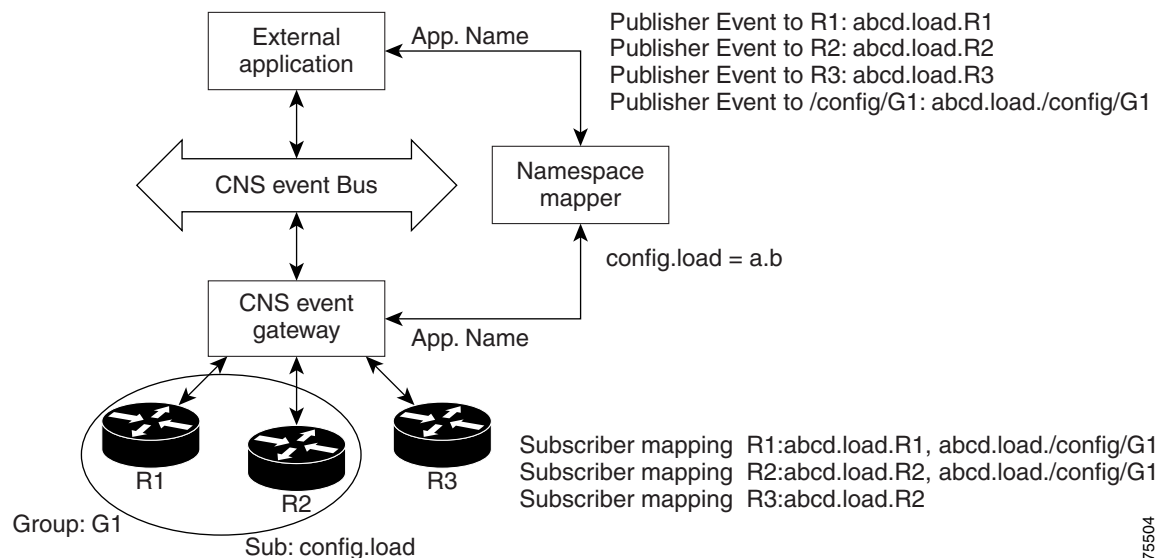 External
application
App. Name
Publisher Event to R1: abcd.load.R1
Publisher Event to R2: abcd.load.R2
Publisher Event to R3: abcd.load.R3
Publisher Event to /config/G1: abcd.load./config/G1
CNS event Bus
Namespace
mapper
config.load = a.b
CNS event
gateway
App. Name
R1
R2
R3
Subscriber mapping R1:abcd.load.R1, abcd.load./config/G1
Subscriber mapping R2:abcd.load.R2, abcd.load./config/G1
Subscriber mapping R3:abcd.load.R2
Group: G1
Sub: config.load
75504